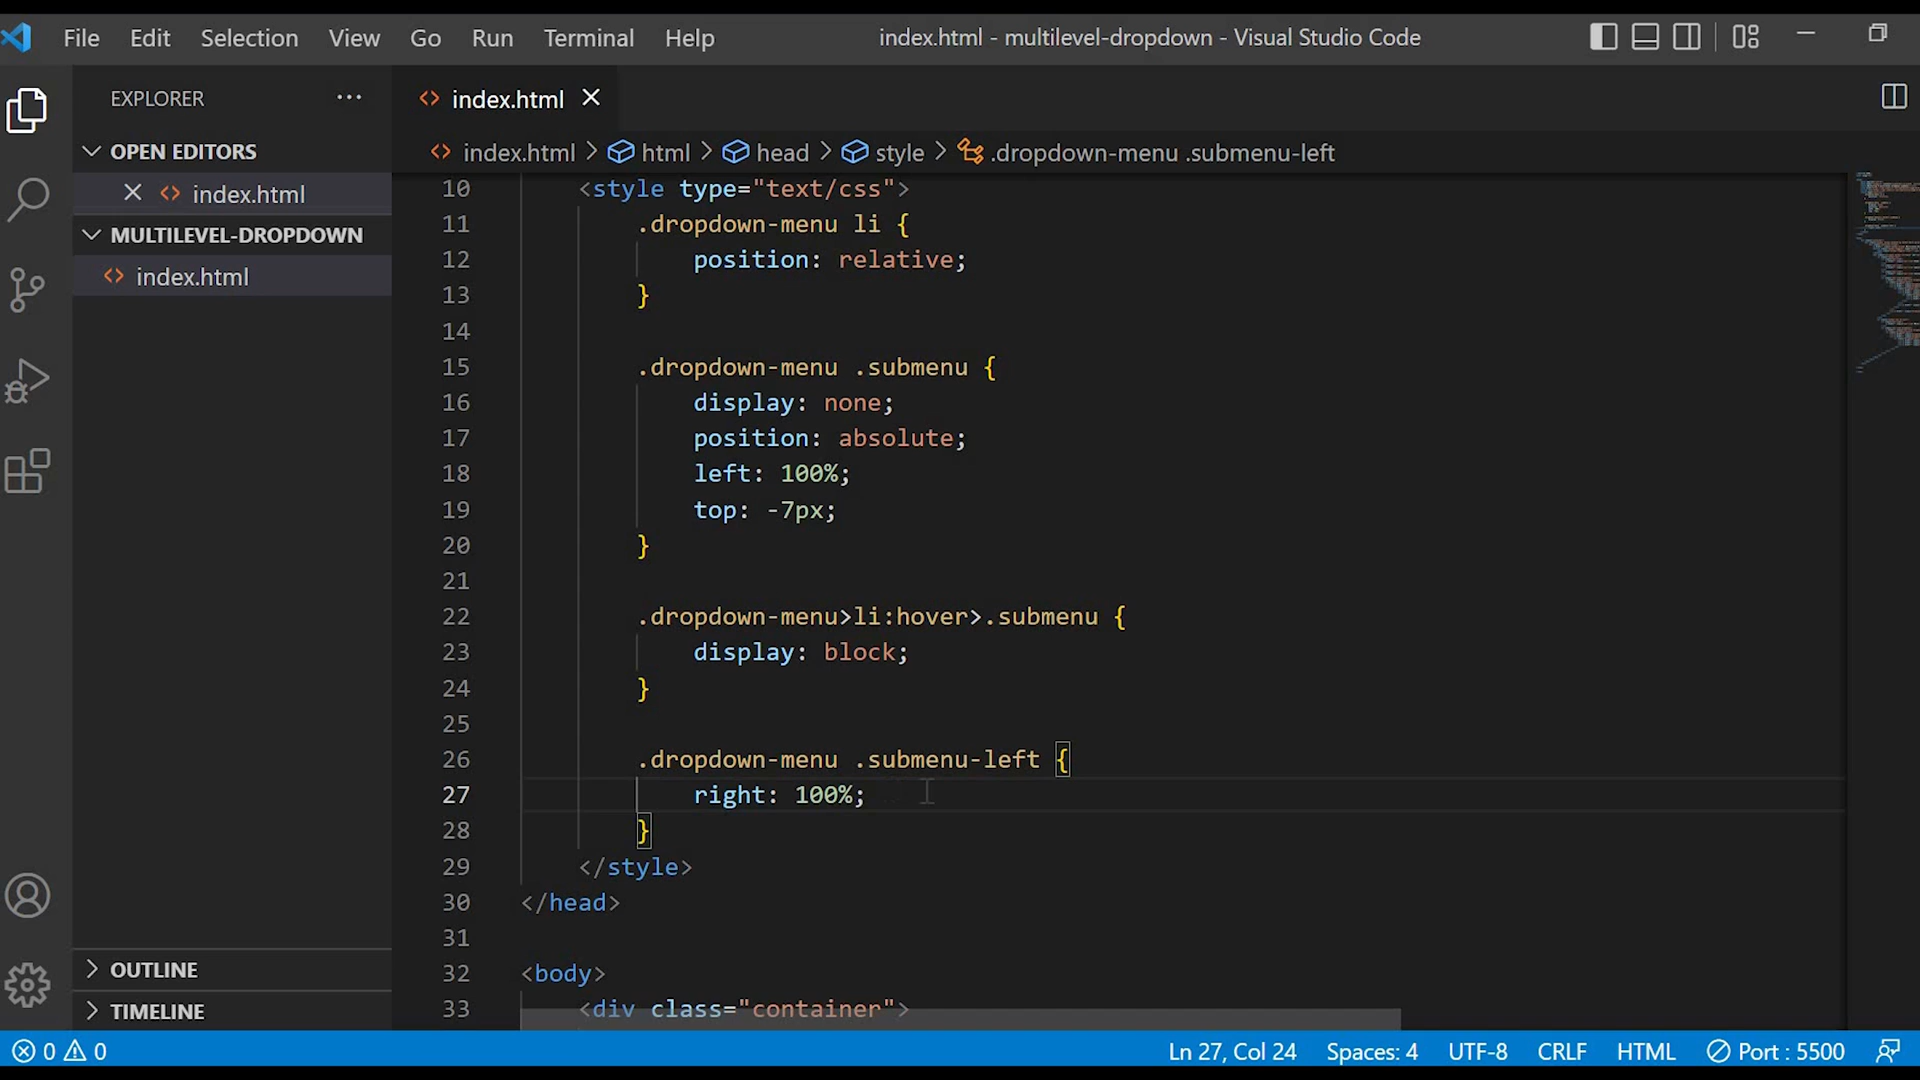 File Edit Selection View Go Run Terminal Help index.html - multilevel-dropdown - Visual Studio Code
EXPLORER ···
index.html
OPEN EDITORS
index.html
MULTILEVEL-DROPDOWN
index.html
OUTLINE
TIMELINE
index.html > html > head > style > .dropdown-menu .submenu-left
10 <style type="text/css">
11 .dropdown-menu li {
12 position: relative;
13 }
14
15 .dropdown-menu .submenu {
16 display: none;
17 position: absolute;
18 left: 100%;
19 top: -7px;
20 }
21
22 .dropdown-menu>li:hover>.submenu {
23 display: block;
24 }
25
26 .dropdown-menu .submenu-left {
27 right: 100%;
28 }
29 </style>
30 </head>
31
32 <body>
33 <div class="container">
0 0 Ln 27, Col 24 Spaces: 4 UTF-8 CRLF HTML Port : 5500